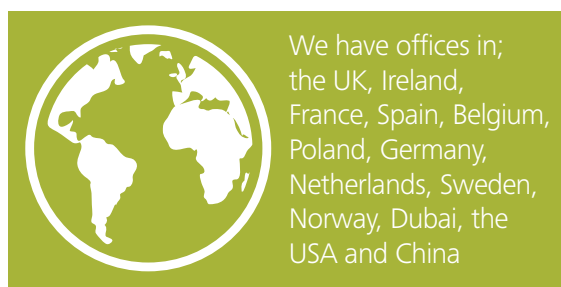 We have offices in;
the UK, Ireland,
France, Spain, Belgium,
Poland, Germany,
Netherlands, Sweden,
Norway, Dubai, the
USA and China